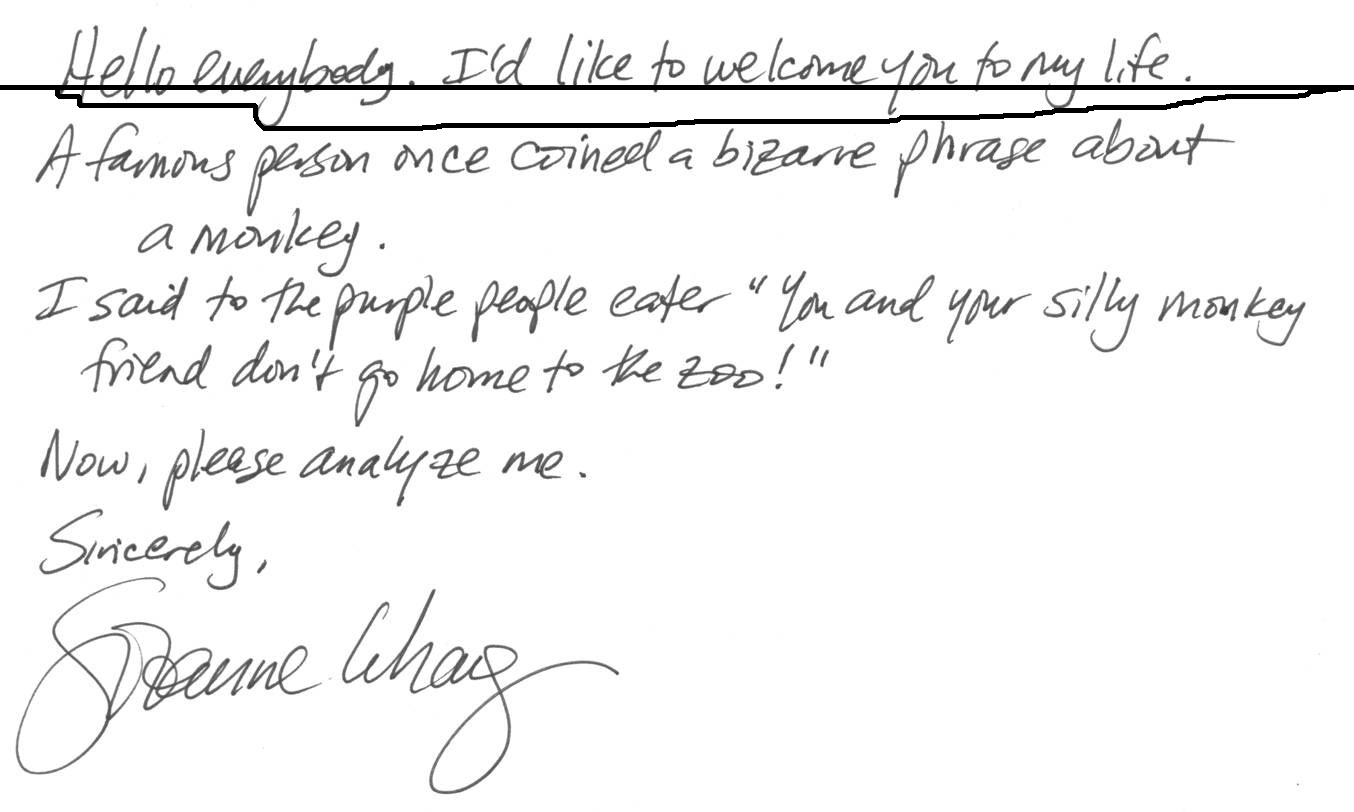 Hello everybody. I'd like to welcome you to my life.
A famous person once coined a bizarre phrase about
a monkey.
I said to the purple people eater "You and your silly monkey
friend don't go home to the zoo!"
Now, please analyze me.
Sincerely,